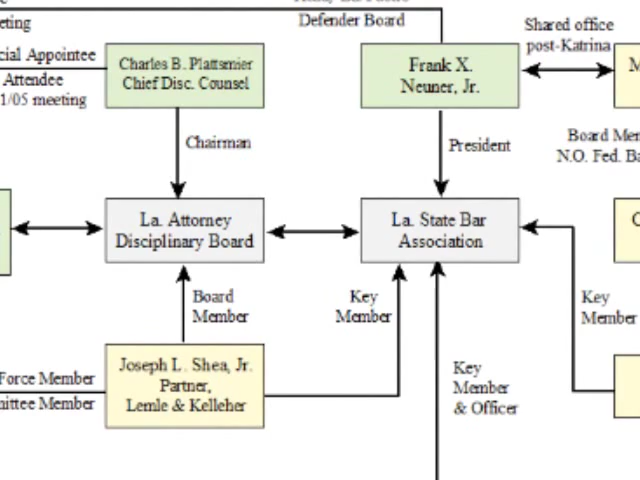 eting
Defender Board
Shared office
post-Katrina
cial Appointee
Attendee
1/05 meeting
Charles B. Plattsmier
Chief Disc. Counsel
Frank X.
Neuner, Jr.
M
Chairman
President
Board Mem
N.O. Fed. Ba
La. Attorney
Disciplinary Board
La. State Bar
Association
C
Board
Member
Key
Member
Key
Member
Joseph L. Shea, Jr.
Partner,
Lemle & Kelleher
Force Member
mittee Member
Key
Member
& Officer